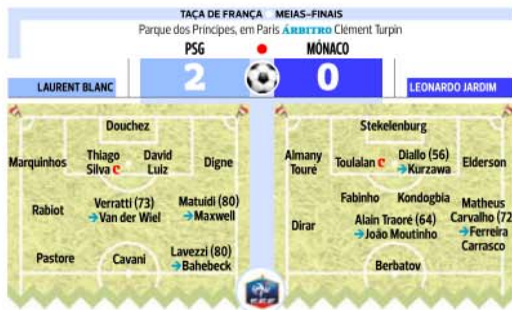 TAÇA DE FRANÇA MEIAS-FINAIS
Parque dos Príncipes, em Paris ÁRBITRO Clément Turpin
PSG MÓNACO
LAURENT BLANC 2 0 LEONARDO JARDIM
Douchez
Marquinhos Thiago Silva C David Luiz Digne
Rabiot Verratti (73) →Van der Wiel Matuidi (80) →Maxwell
Pastore Cavani Lavezzi (80) →Bahebeck
Stekelenburg
Almany Touré Toulalan C Diallo (56) →Kurzawa Elderson
Fabinho Kondogbia
Dirar Alain Traoré (64) →João Moutinho Matheus Carvalho (72) →Ferreira Carrasco
Berbatov
FFF